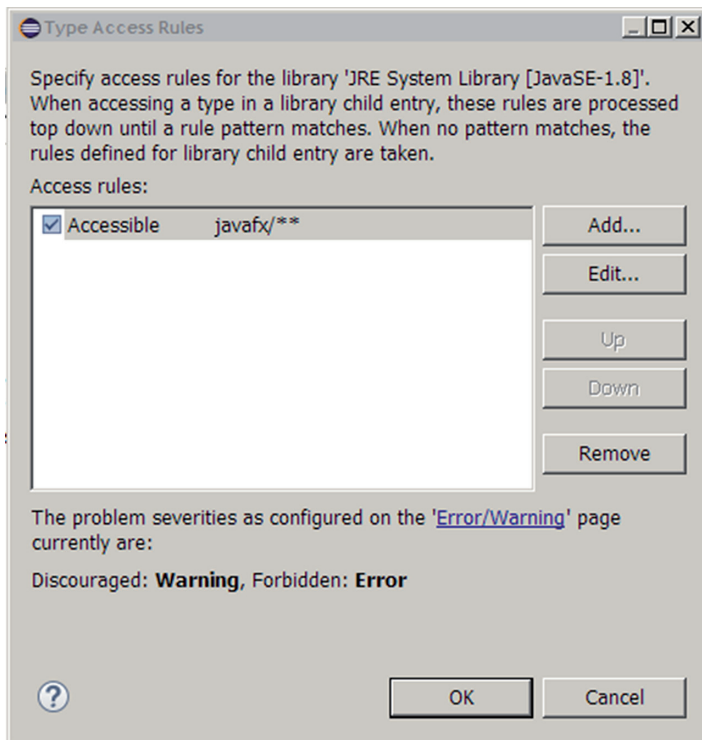 Type Access Rules
Specify access rules for the library 'JRE System Library [JavaSE-1.8]'.
When accessing a type in a library child entry, these rules are processed
top down until a rule pattern matches. When no pattern matches, the
rules defined for library child entry are taken.
Access rules:
Accessible javafx/**
Add...
Edit...
Up
Down
Remove
The problem severities as configured on the 'Error/Warning' page
currently are:
Discouraged: Warning, Forbidden: Error
?
OK Cancel